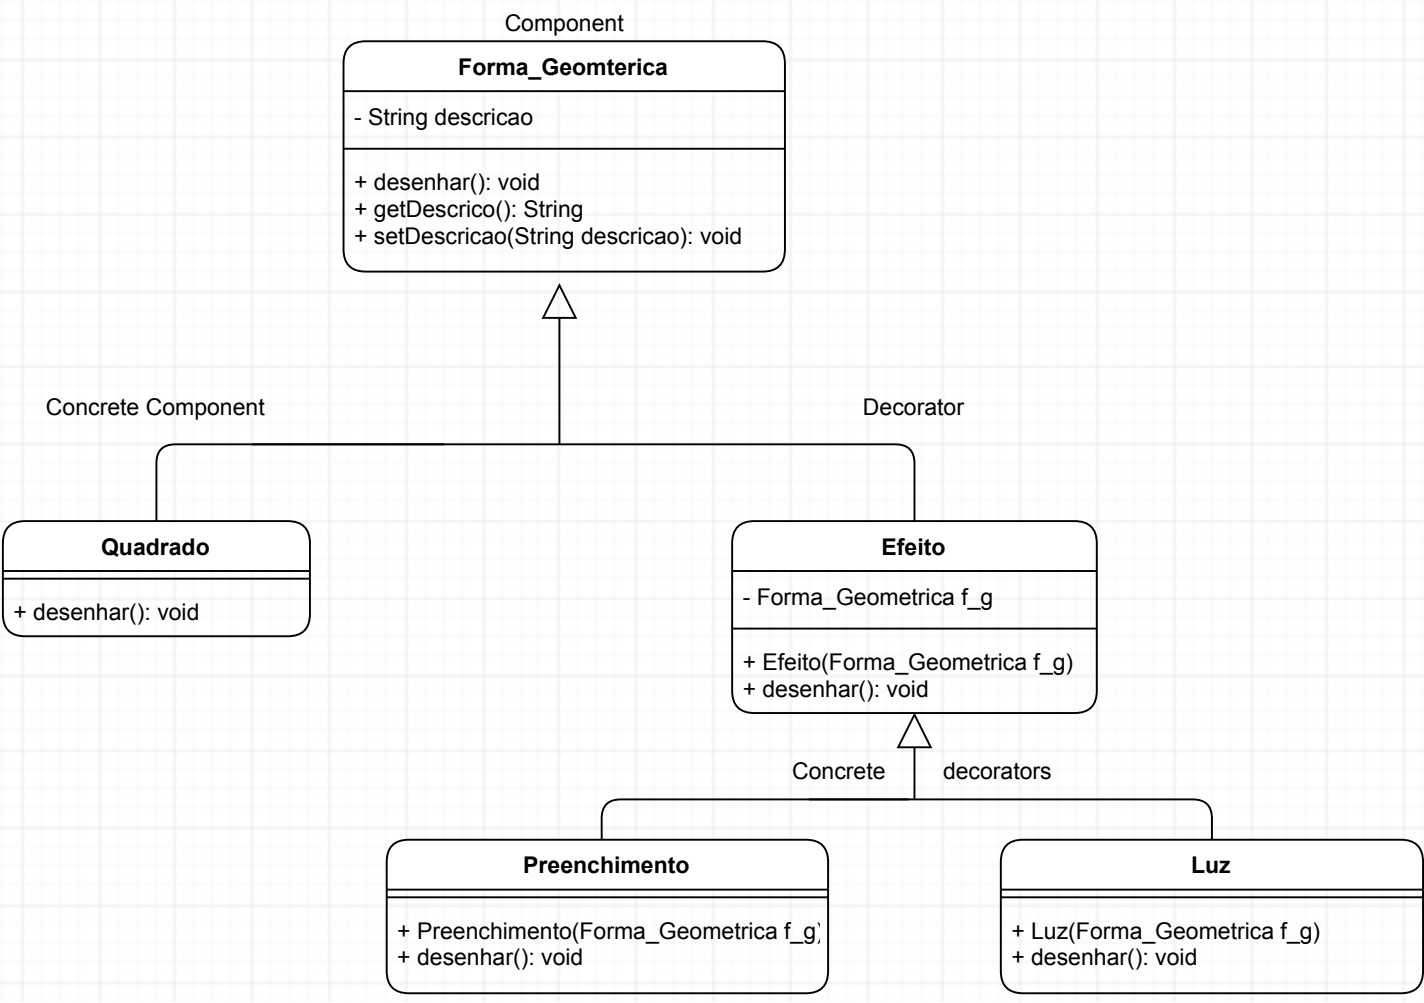 Component
Forma_Geomterica
- String descricao
+ desenhar(): void
+ getDescrico(): String
+ setDescricao(String descricao): void
Concrete Component
Decorator
Quadrado
+ desenhar(): void
Efeito
- Forma_Geometrica f_g
+ Efeito(Forma_Geometrica f_g)
+ desenhar(): void
Concrete decorators
Preenchimento
+ Preenchimento(Forma_Geometrica f_g)
+ desenhar(): void
Luz
+ Luz(Forma_Geometrica f_g)
+ desenhar(): void